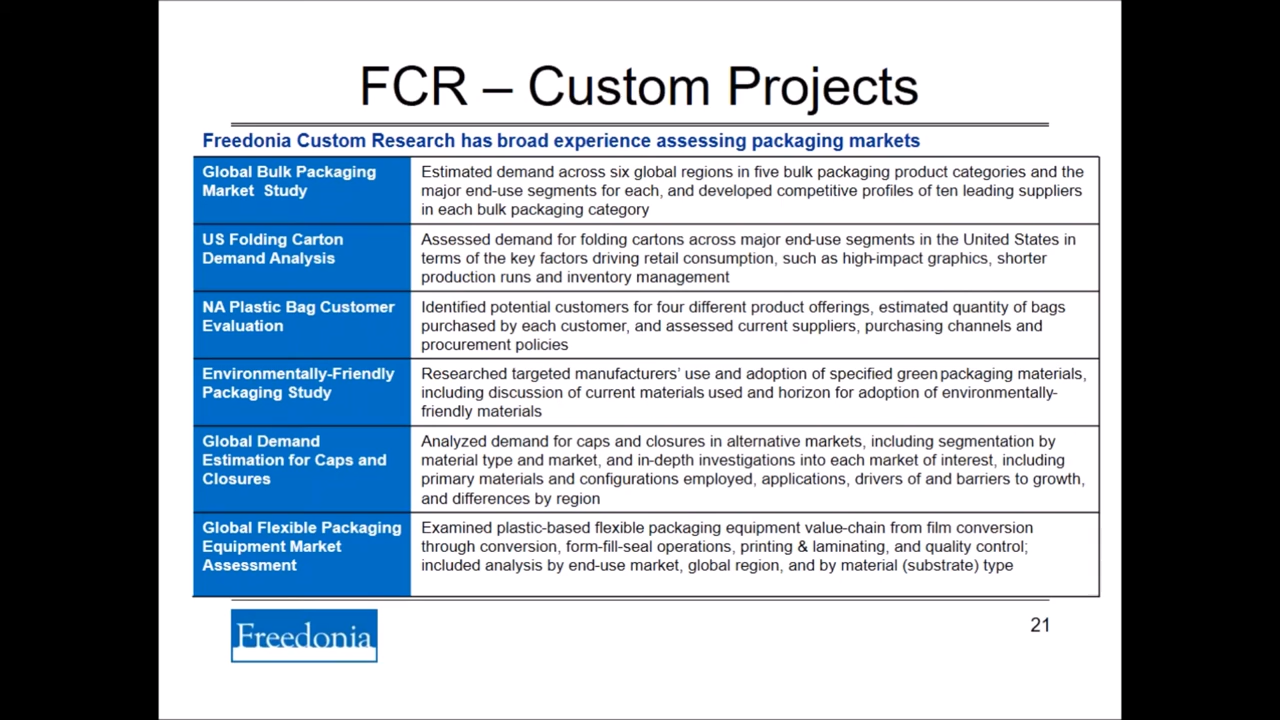 FCR – Custom Projects
Freedonia Custom Research has broad experience assessing packaging markets
Global Bulk Packaging
Market Study
Estimated demand across six global regions in five bulk packaging product categories and the
major end-use segments for each, and developed competitive profiles of ten leading suppliers
in each bulk packaging category
US Folding Carton
Demand Analysis
Assessed demand for folding cartons across major end-use segments in the United States in
terms of the key factors driving retail consumption, such as high-impact graphics, shorter
production runs and inventory management
NA Plastic Bag Customer
Evaluation
Identified potential customers for four different product offerings, estimated quantity of bags
purchased by each customer, and assessed current suppliers, purchasing channels and
procurement policies
Environmentally-Friendly
Packaging Study
Researched targeted manufacturers’ use and adoption of specified green packaging materials,
including discussion of current materials used and horizon for adoption of environmentally-
friendly materials
Global Demand
Estimation for Caps and
Closures
Analyzed demand for caps and closures in alternative markets, including segmentation by
material type and market, and in-depth investigations into each market of interest, including
primary materials and configurations employed, applications, drivers of and barriers to growth,
and differences by region
Global Flexible Packaging
Equipment Market
Assessment
Examined plastic-based flexible packaging equipment value-chain from film conversion
through conversion, form-fill-seal operations, printing & laminating, and quality control;
included analysis by end-use market, global region, and by material (substrate) type
Freedonia
21